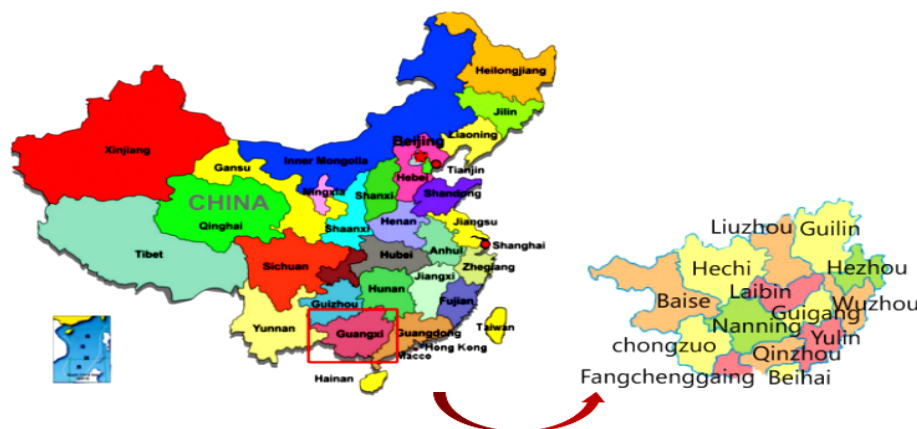 Heilongjiang
Jilin
Liaoning
Beijing
Xinjiang
Inner Mongolla
Gansu
Tianjin
Hebei
Ningxia
Shanxi
Shandong
CHINA
Qinghai
Henan
Jiangsu
Shaanxi
Shanghai
Tibet
Anhui
Hubei
Sichuan
Zhegiang
Jiangxi
Hunan
Guizhou
Fujian
Yunnan
Guangxi
Guangdong
Taiwan
Hong Kong
Macco
Hainan
Liuzhou
Guilin
Hechi
Hezhou
Laibin
Baise
Wuzhou
Guigang
Nanning
Yulin
chongzuo
Qinzhou
Fangchenggaing
Beihai